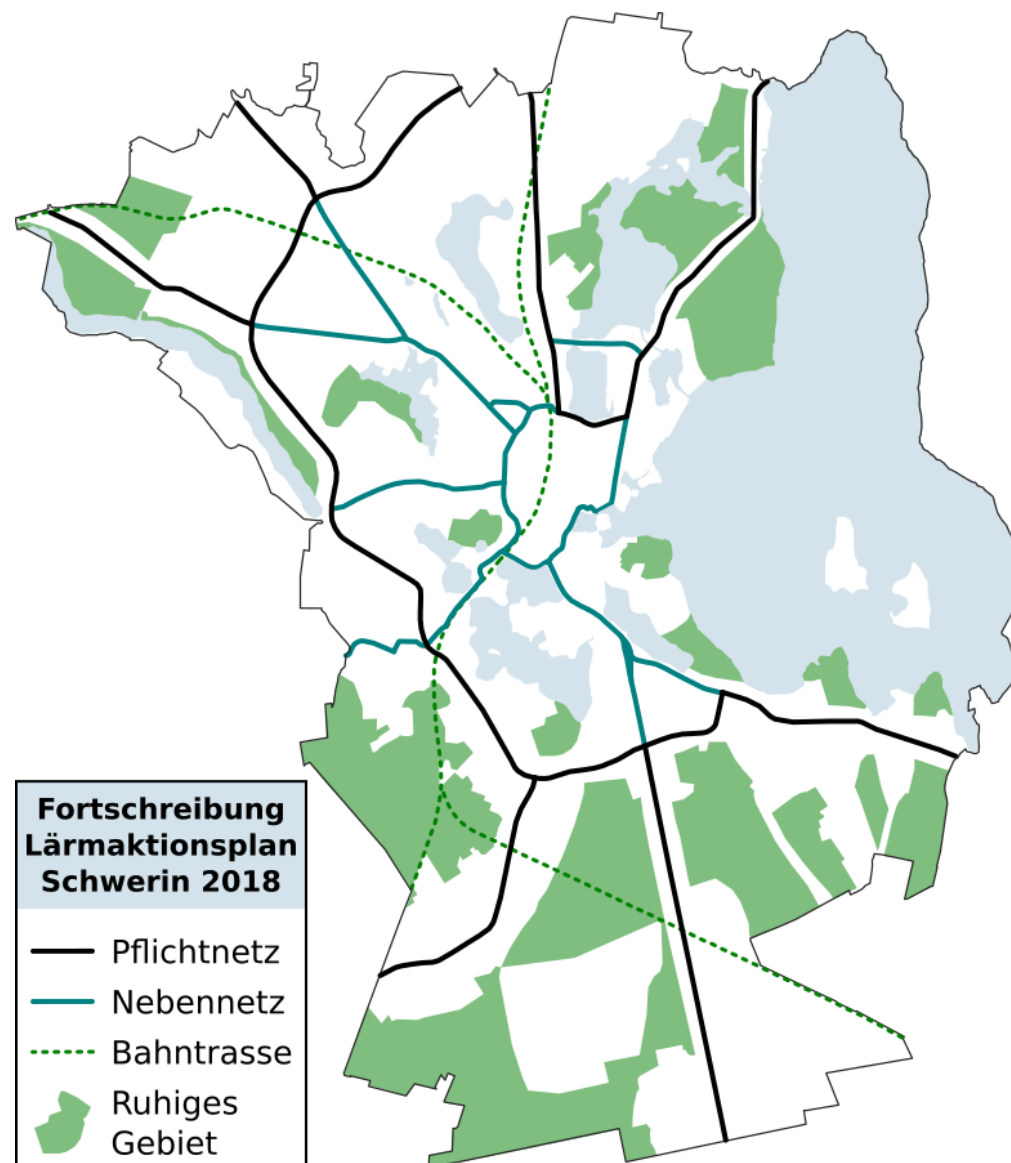 Fortschreibung
Lärmaktionsplan
Schwerin 2018
Pflichtnetz
Nebennetz
Bahntrasse
Ruhiges
Gebiet